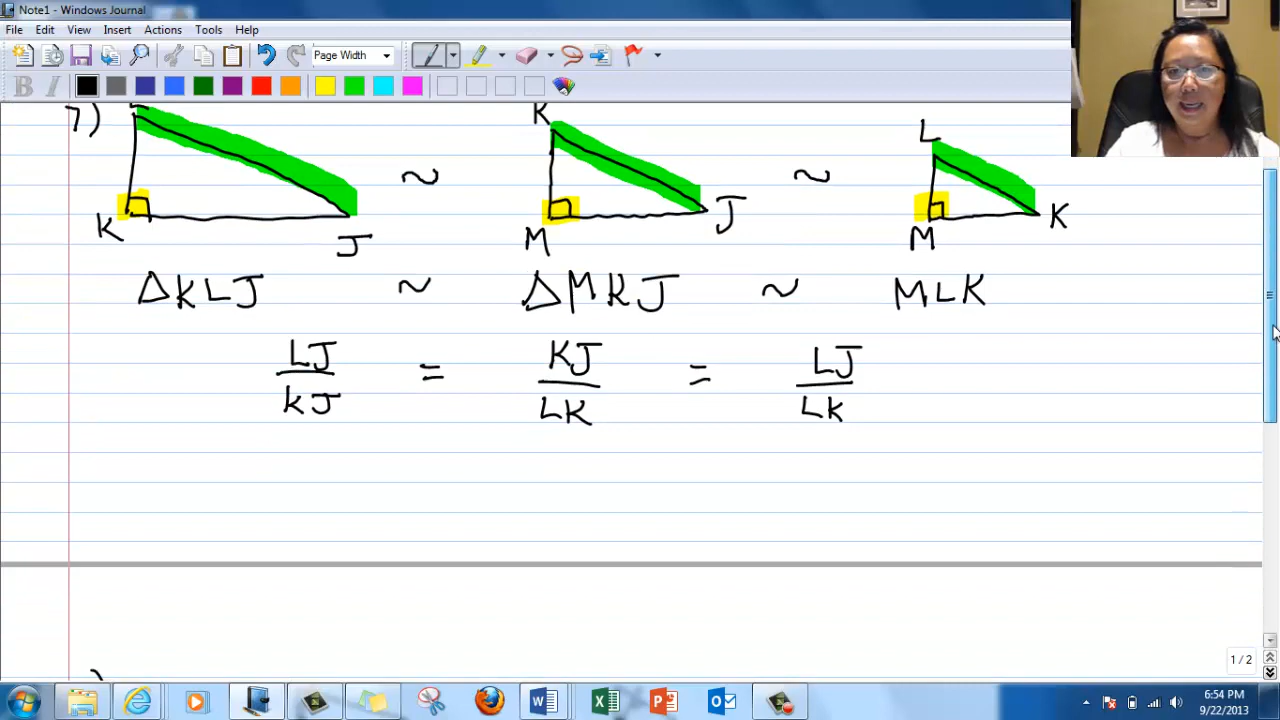 Note1 - Windows Journal
File Edit View Insert Actions Tools Help
Page Width
B I
7)
K L
~ ~
K J M J M K
ΔKLJ ~ ΔMKJ ~ MLK
LJ/KJ = KJ/LK = LJ/LK
1 / 2
6:54 PM
9/22/2013